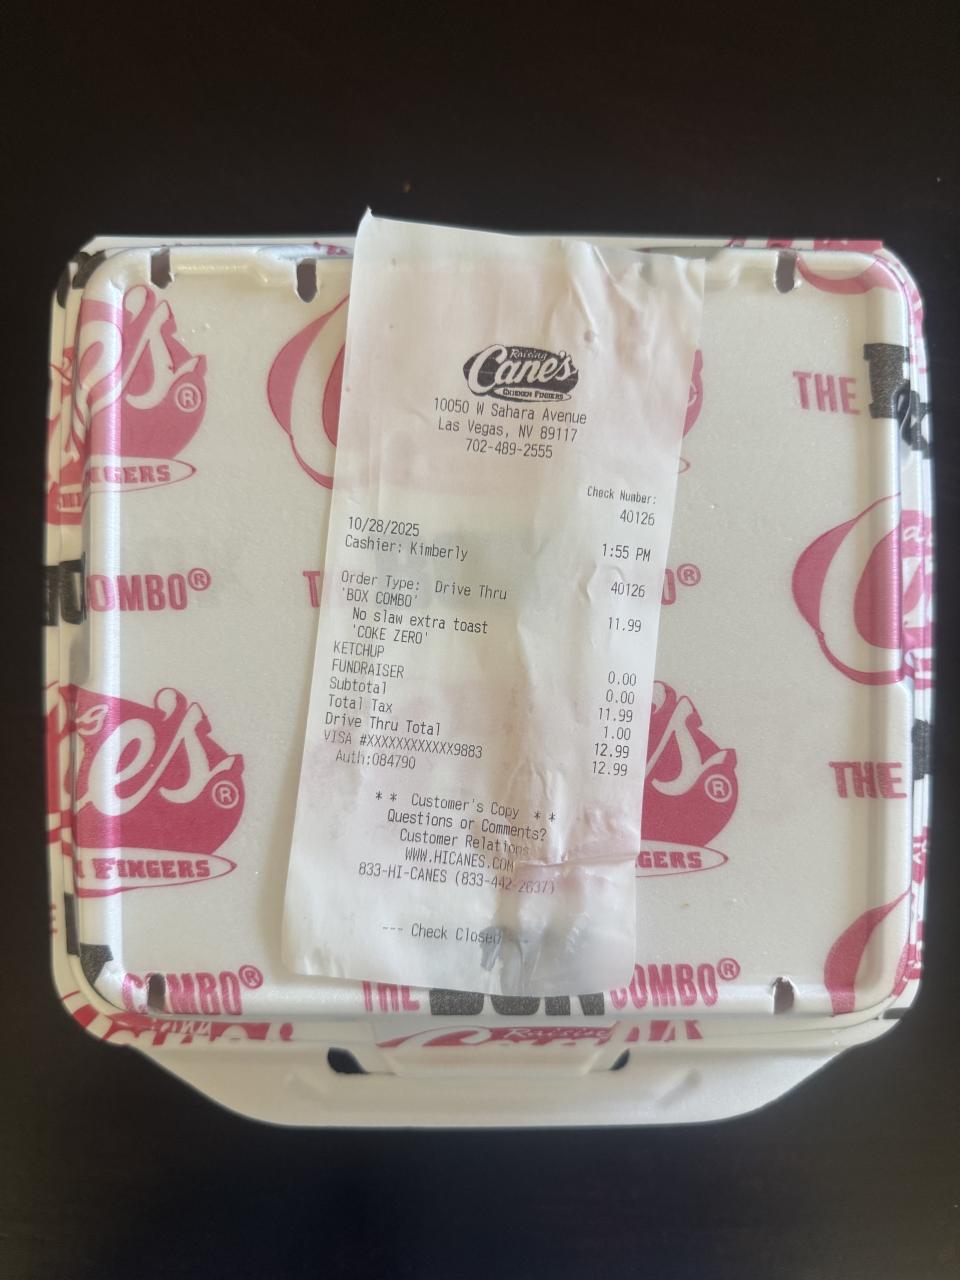 Raising
Cane's
CHICKEN FINGERS
10050 W Sahara Avenue
Las Vegas, NV 89117
702-489-2555
Check Number:
40126
10/28/2025 1:55 PM
Cashier: Kimberly
40126
Order Type: Drive Thru
'BOX COMBO' 11.99
No slaw extra toast
'COKE ZERO'
KETCHUP 0.00
FUNDRAISER 0.00
Subtotal 11.99
Total Tax 1.00
Drive Thru Total 12.99
VISA #XXXXXXXXXXXX9883 12.99
Auth:084790
* * Customer's Copy * *
Questions or Comments?
Customer Relations
WWW.HICANES.COM
833-HI-CANES (833-442-2637)
--- Check Closed
e's®
FINGERS
THE
COMBO®
®
e's®
FINGERS
®
GERS
THE
COMBO®
THE BOX COMBO®
Raising